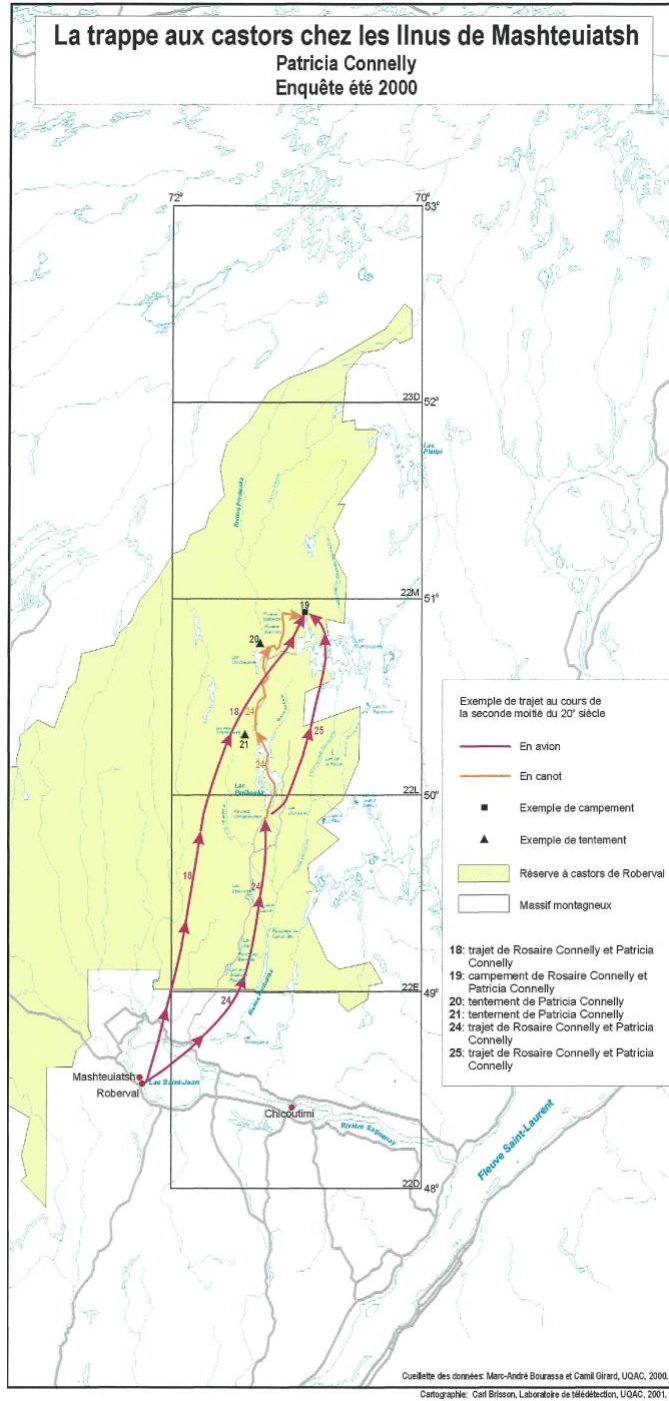 La trappe aux castors chez les Ilnus de Mashteuiatsh
Patricia Connelly
Enquête été 2000
72°
70°
53°
23D
52°
Lac
Plétipi
22M
51°
19
20
18
24
21
25
24
Lac
Péribonka
22L
50°
18
24
22E
49°
24
Rivière Péribonka
Mashteuiatsh
Roberval
Lac Saint-Jean
Chicoutimi
Rivière Saguenay
Fleuve Saint-Laurent
22D
48°
Exemple de trajet au cours de
la seconde moitié du 20e siècle
En avion
En canot
Exemple de campement
Exemple de tentement
Réserve à castors de Roberval
Massif montagneux
18: trajet de Rosaire Connelly et Patricia
Connelly
19: campement de Rosaire Connelly et
Patricia Connelly
20: tentement de Patricia Connelly
21: tentement de Patricia Connelly
24: trajet de Rosaire Connelly et Patricia
Connelly
25: trajet de Rosaire Connelly et Patricia
Connelly
Cueillette des données: Marc-André Bourassa et Camil Girard, UQAC, 2000.
Cartographie: Carl Brisson, Laboratoire de télédétection, UQAC, 2001.